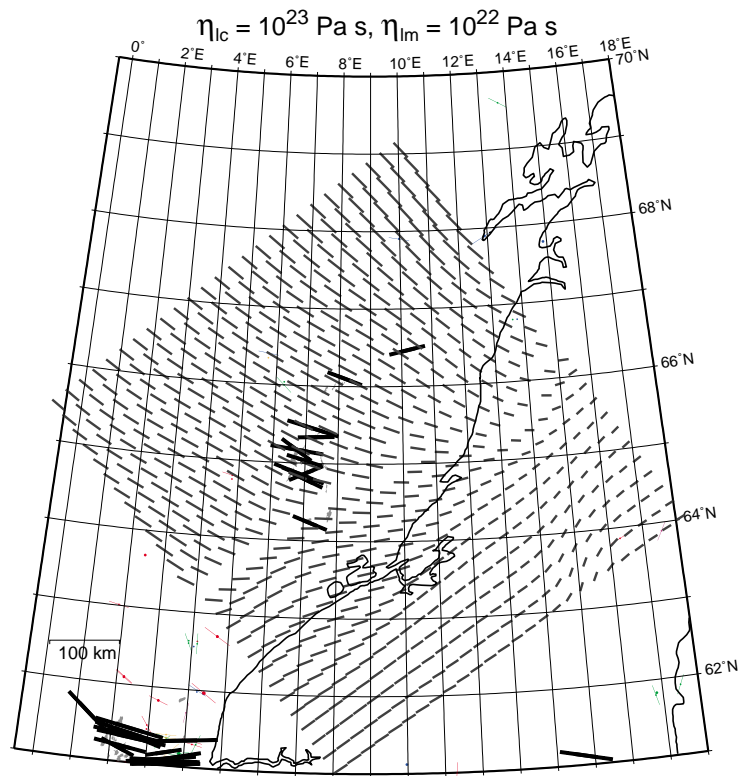 η_lc = 10^23 Pa s, η_lm = 10^22 Pa s
0° 2°E 4°E 6°E 8°E 10°E 12°E 14°E 16°E 18°E
70°N
68°N
66°N
64°N
62°N
100 km